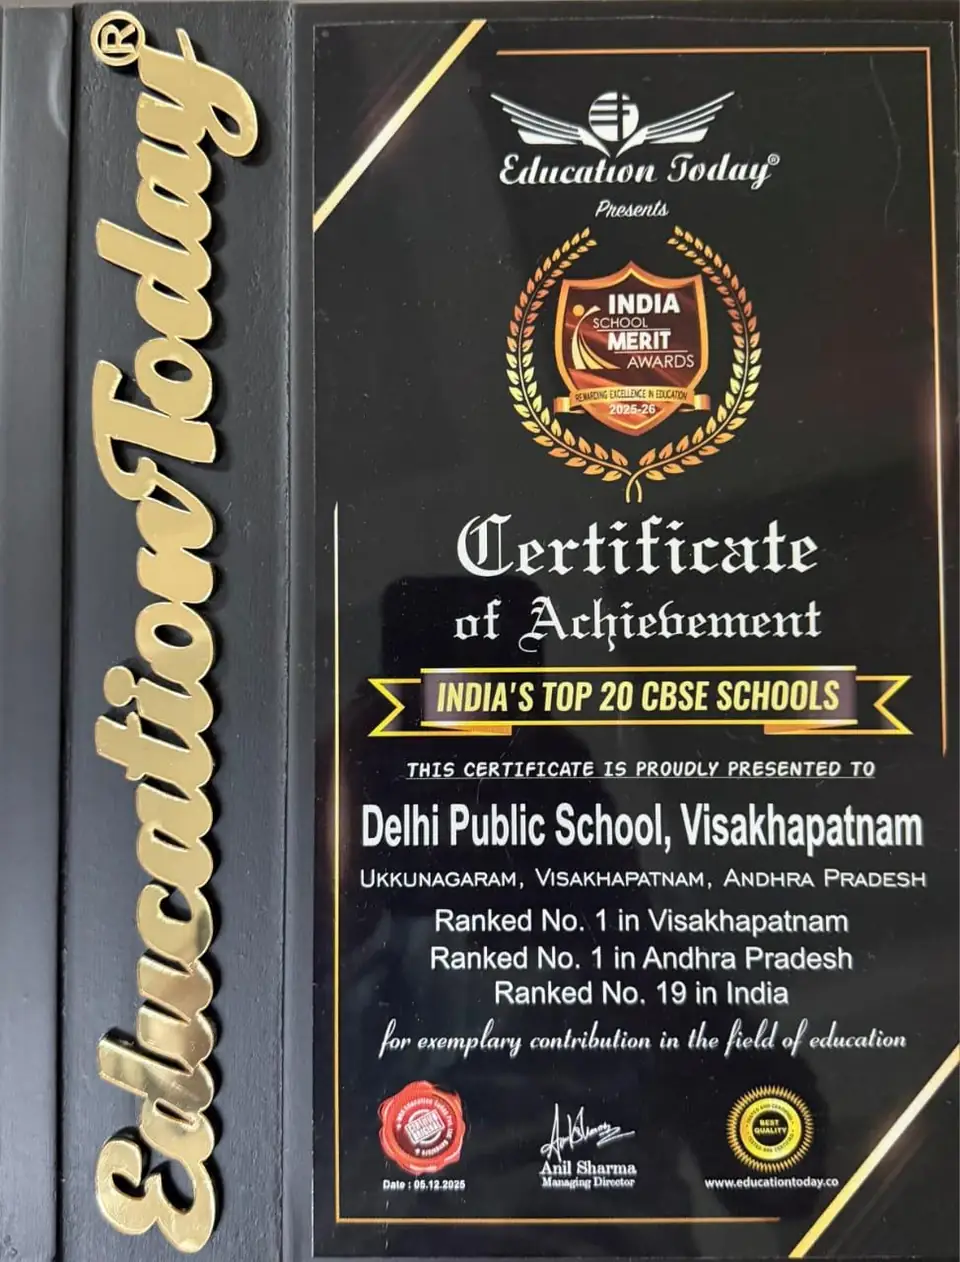 EducationToday®
Education Today®
Presents
INDIA
SCHOOL
MERIT
AWARDS
REWARDING EXCELLENCE IN EDUCATION
2025-26
Certificate
of Achievement
INDIA'S TOP 20 CBSE SCHOOLS
THIS CERTIFICATE IS PROUDLY PRESENTED TO
Delhi Public School, Visakhapatnam
UKKUNAGARAM, VISAKHAPATNAM, ANDHRA PRADESH
Ranked No. 1 in Visakhapatnam
Ranked No. 1 in Andhra Pradesh
Ranked No. 19 in India
for exemplary contribution in the field of education
Anil Sharma
Managing Director
Date : 05.12.2025
BEST
QUALITY
www.educationtoday.co